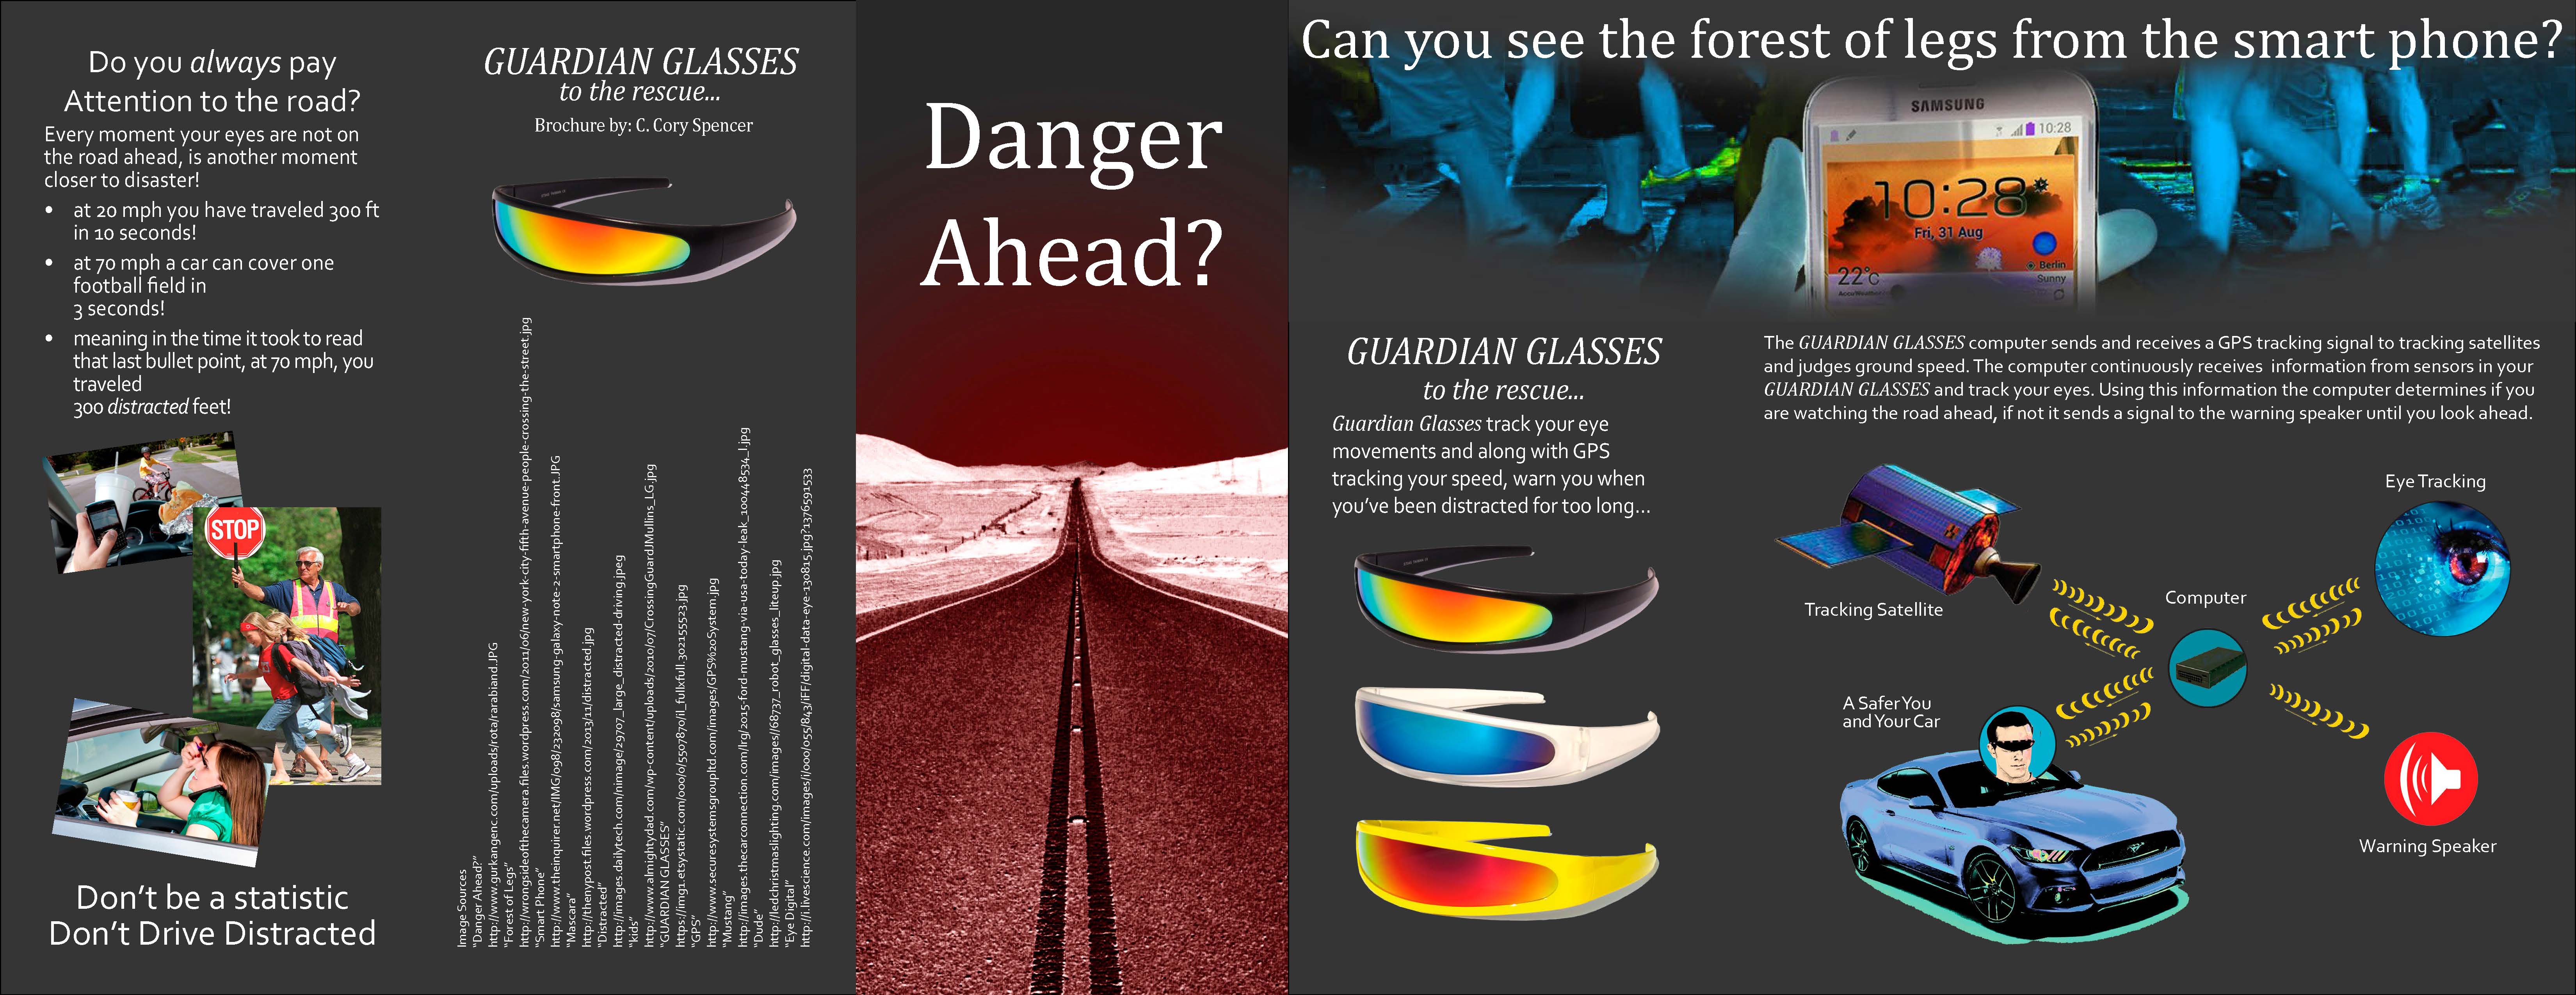 Do you always pay
Attention to the road?
Every moment your eyes are not on
the road ahead, is another moment
closer to disaster!
• at 20 mph you have traveled 300 ft
in 10 seconds!
• at 70 mph a car can cover one
football field in
3 seconds!
• meaning in the time it took to read
that last bullet point, at 70 mph, you
traveled
300 distracted feet!
STOP
Don't be a statistic
Don't Drive Distracted
GUARDIAN GLASSES
to the rescue...
Brochure by: C. Cory Spencer
Image Sources
"Danger Ahead?"
http://www.gurkangenc.com/uploads/rota/rarabiand.JPG
"Forest of Legs"
http://wrongsideofthecamera.files.wordpress.com/2011/06/new-york-city-fifth-avenue-people-crossing-the-street.jpg
"Smart Phone"
http://www.theinquirer.net/IMG/098/232098/samsung-galaxy-note-2-smartphone-front.JPG
"Mascara"
http://thenypost.files.wordpress.com/2013/11/distracted.jpg
"Distracted"
http://images.dailytech.com/nimage/29707_large_distracted-driving.jpeg
"kids"
http://www.almightydad.com/wp-content/uploads/2010/07/CrossingGuardJMullins_LG.jpg
"GUARDIAN GLASSES"
https://img1.etsystatic.com/000/0/5507870/il_fullxfull.302155523.jpg
"GPS"
http://www.securesystemsgroupltd.com/images/GPS%20System.jpg
"Mustang"
http://images.thecarconnection.com/lrg/2015-ford-mustang-via-usa-today-leak_100448534_l.jpg
"Dude"
http://ledchristmaslighting.com/images/68737_robot_glasses_liteup.jpg
"Eye Digital"
http://i.livescience.com/images/i/000/055/843/iFF/digital-data-eye-130815.jpg?1376591533
Danger
Ahead?
Can you see the forest of legs from the smart phone?
SAMSUNG
10:28
10:28
Fri, 31 Aug
Berlin
22°C
Sunny
AccuWeather
GUARDIAN GLASSES
to the rescue...
Guardian Glasses track your eye
movements and along with GPS
tracking your speed, warn you when
you've been distracted for too long...
The GUARDIAN GLASSES computer sends and receives a GPS tracking signal to tracking satellites
and judges ground speed. The computer continuously receives information from sensors in your
GUARDIAN GLASSES and track your eyes. Using this information the computer determines if you
are watching the road ahead, if not it sends a signal to the warning speaker until you look ahead.
Eye Tracking
Tracking Satellite
Computer
A Safer You
and Your Car
Warning Speaker